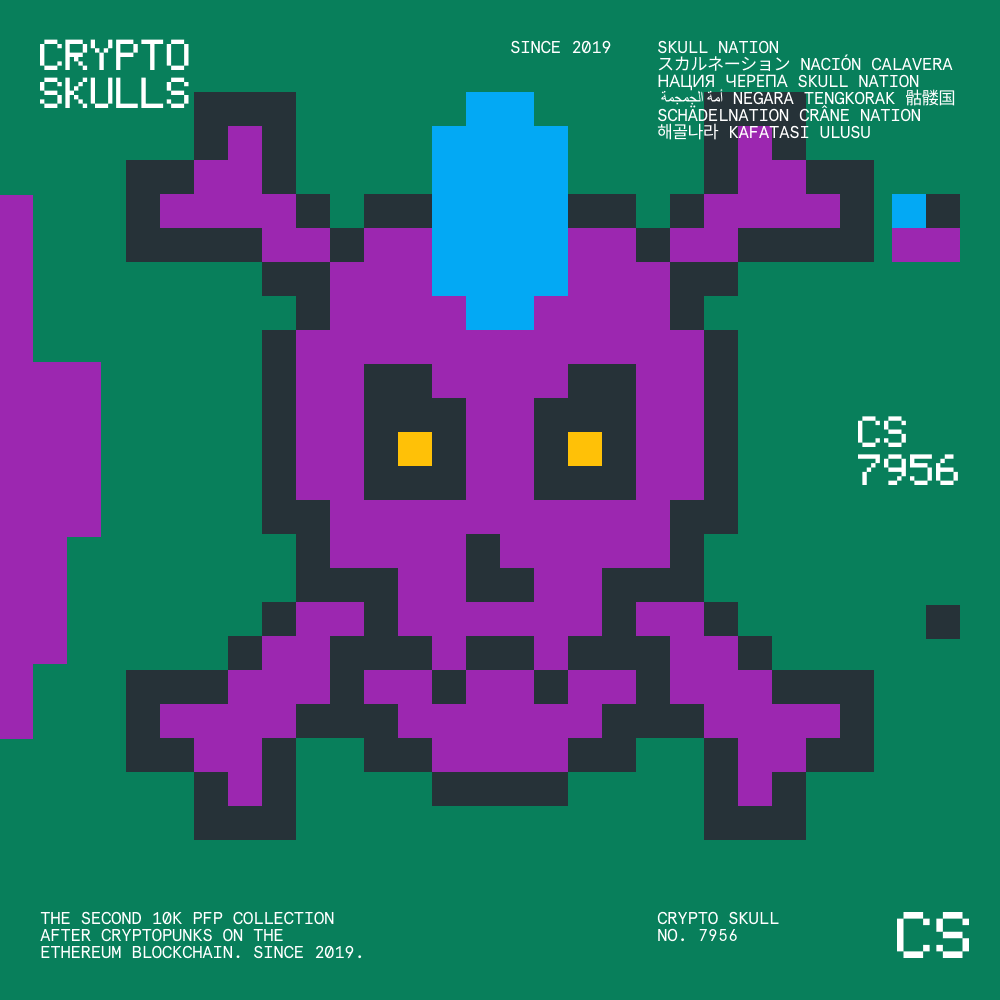 CRYPTO
SKULLS
SINCE 2019
SKULL NATION
スカルネーション NACIÓN CALAVERA
НАЦИЯ ЧЕРЕПА SKULL NATION
أمة الجمجمة NEGARA TENGKORAK 骷髅国
SCHÄDELNATION CRÂNE NATION
해골나라 KAFATASI ULUSU
CS
7956
THE SECOND 10K PFP COLLECTION
AFTER CRYPTOPUNKS ON THE
ETHEREUM BLOCKCHAIN. SINCE 2019.
CRYPTO SKULL
NO. 7956
CS